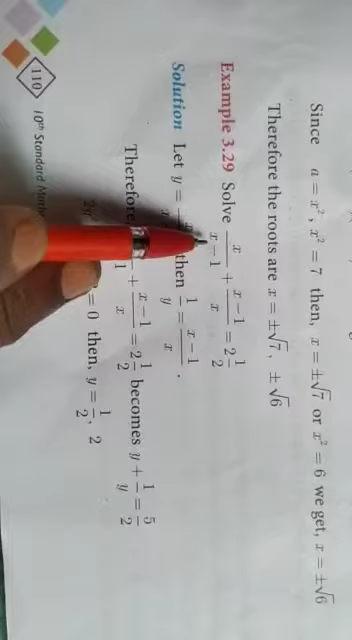 Since a = x², x² = 7 then, x = ±√7 or x² = 6 we get, x = ±√6
Therefore the roots are x = ±√7, ±√6
Example 3.29 Solve x/(x−1) + (x−1)/x = 2 1/2
Solution Let y = then 1/y = (x−1)/x .
Therefore + (x−1)/x = 2 1/2 becomes y + 1/y = 5/2
= 0 then, y = 1/2, 2
110 10th Standard